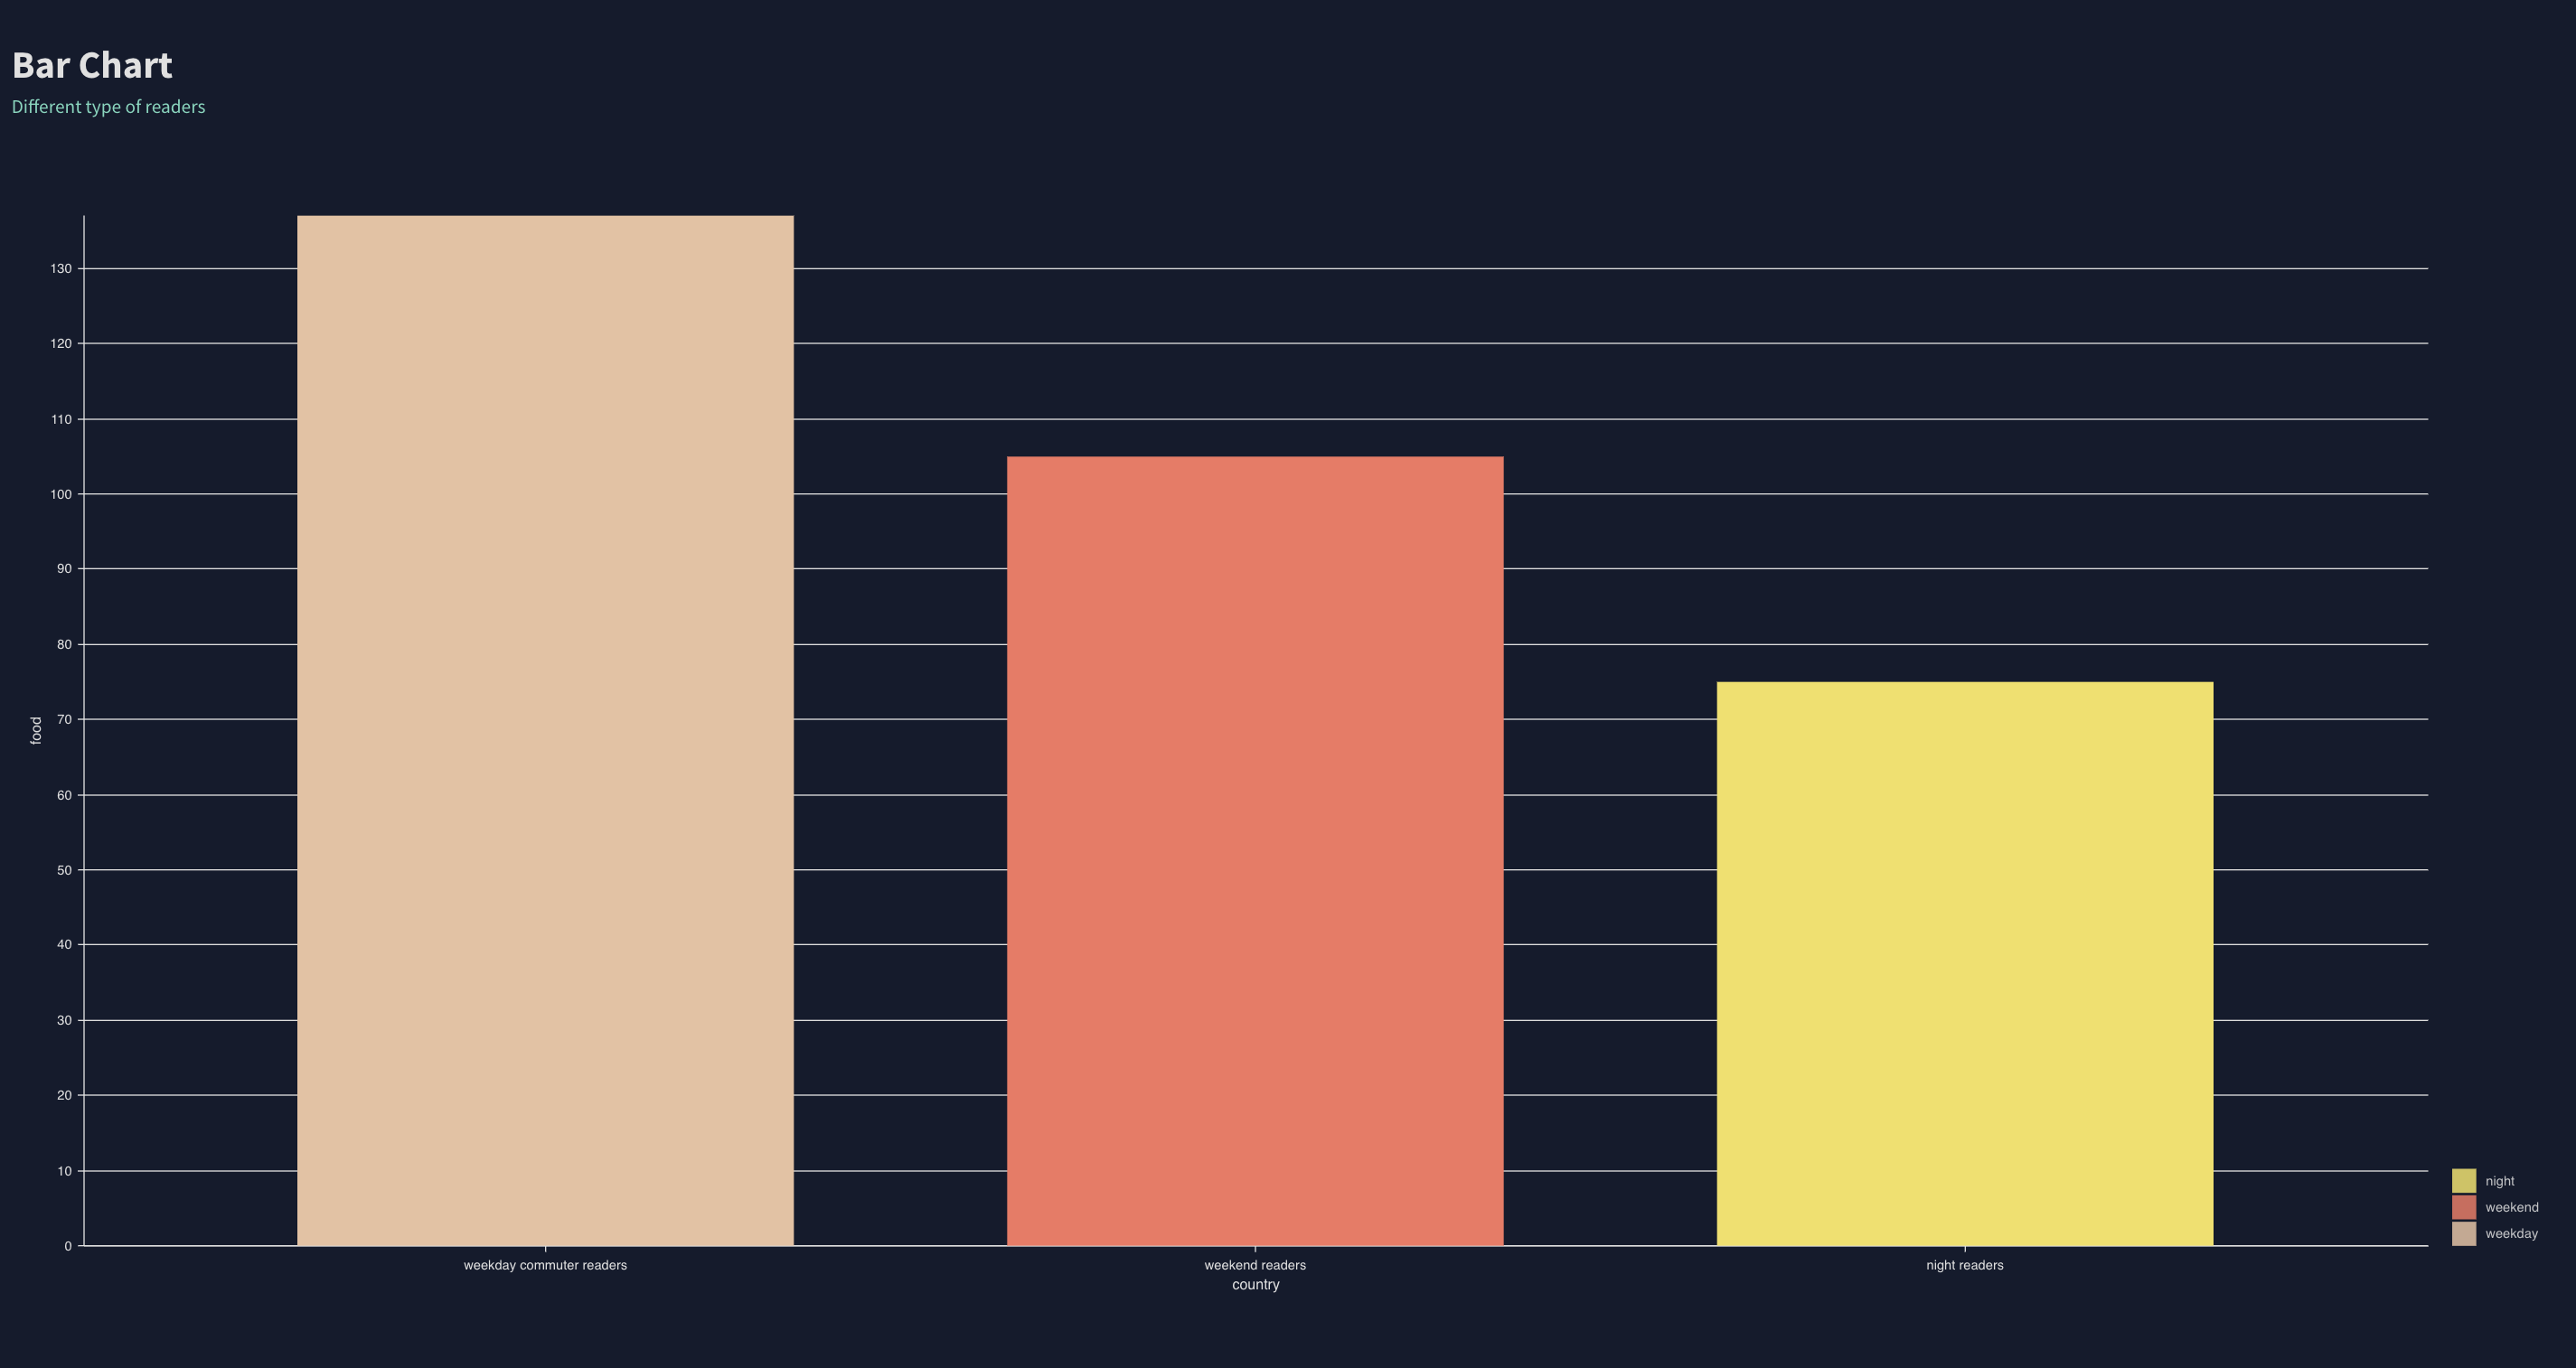 Bar Chart
Different type of readers
130
120
110
100
90
80
70
60
50
40
30
20
10
0
food
weekday commuter readers
weekend readers
night readers
country
night
weekend
weekday